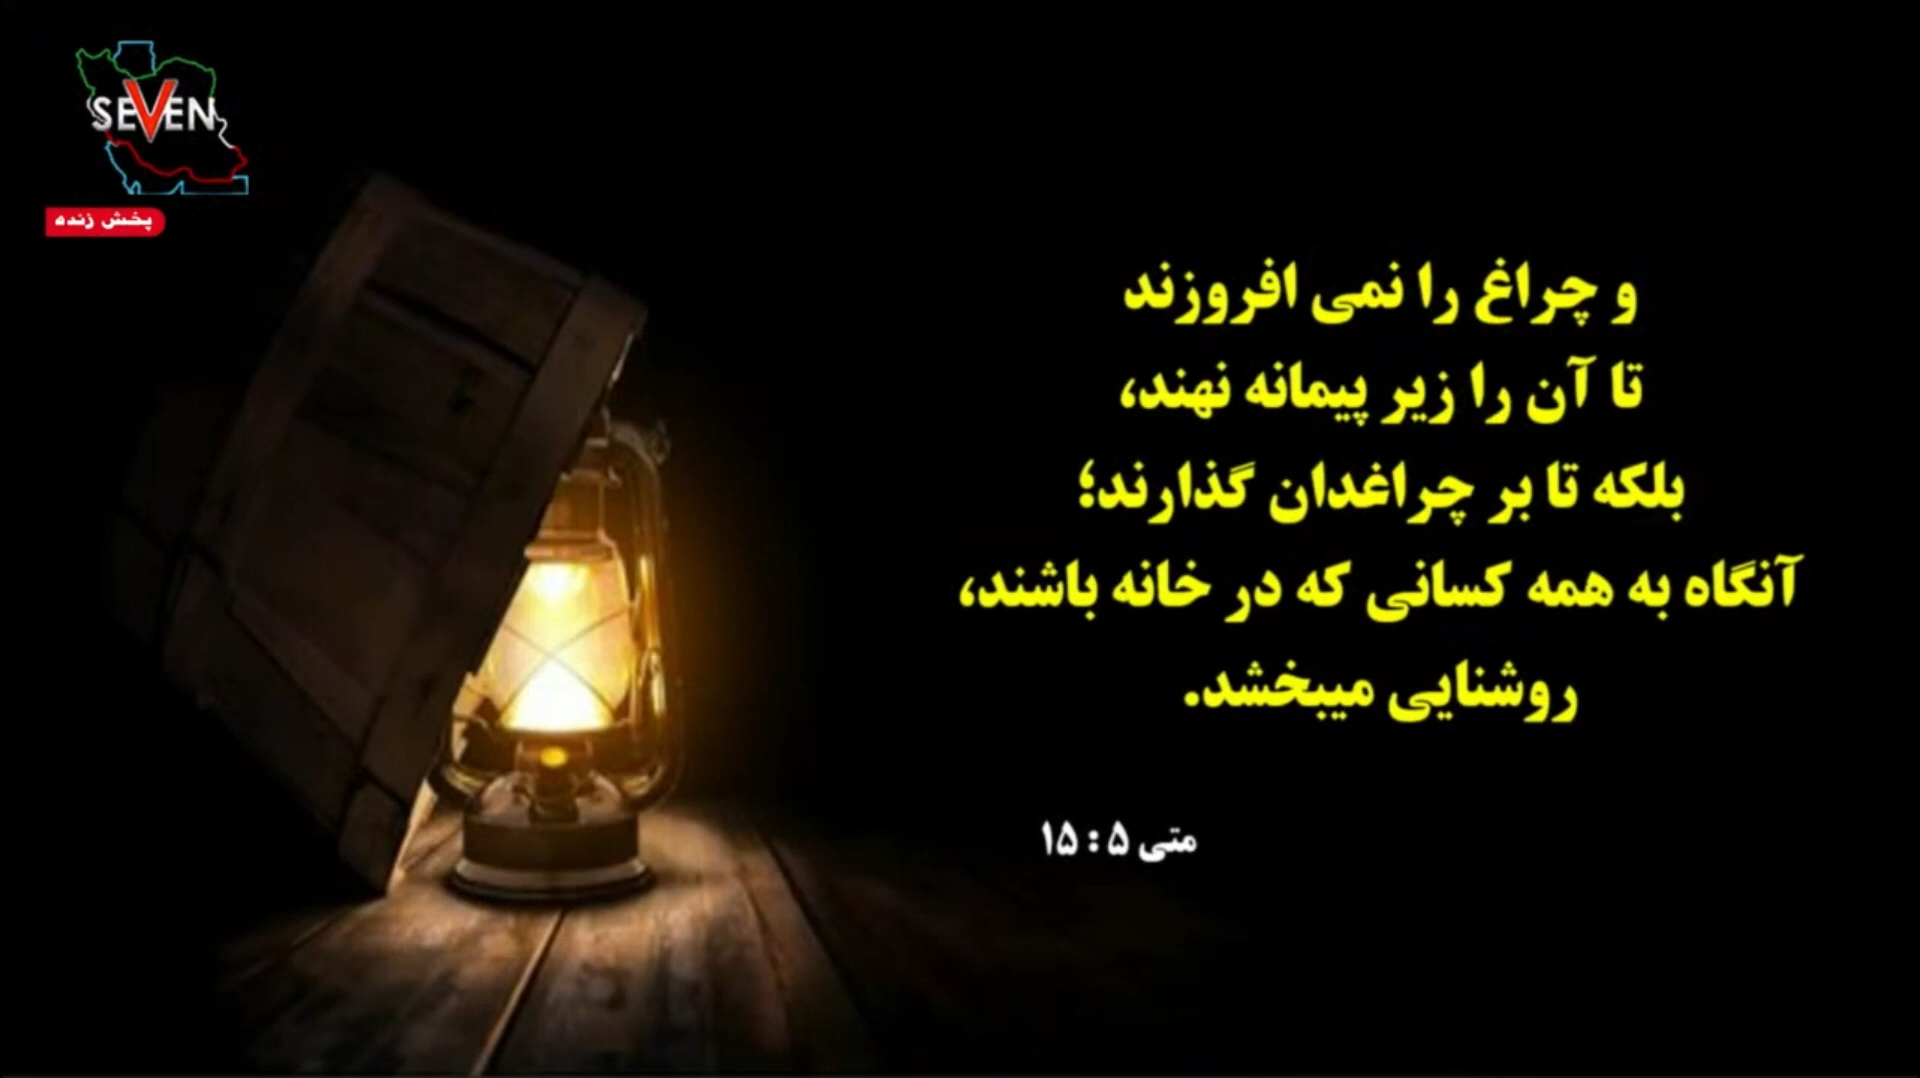 SEVEN
پخش زنده
و چراغ را نمی افروزند
تا آن را زیر پیمانه نهند،
بلکه تا بر چراغدان گذارند؛
آنگاه به همه کسانی که در خانه باشند،
روشنایی میبخشد.
متی ۵ : ۱۵